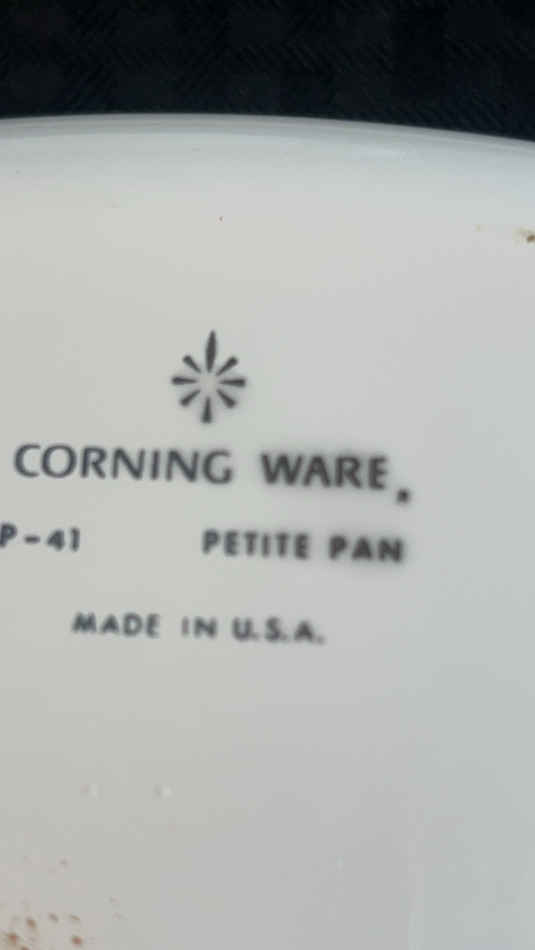 CORNING WARE®
P-41 PETITE PAN
MADE IN U.S.A.